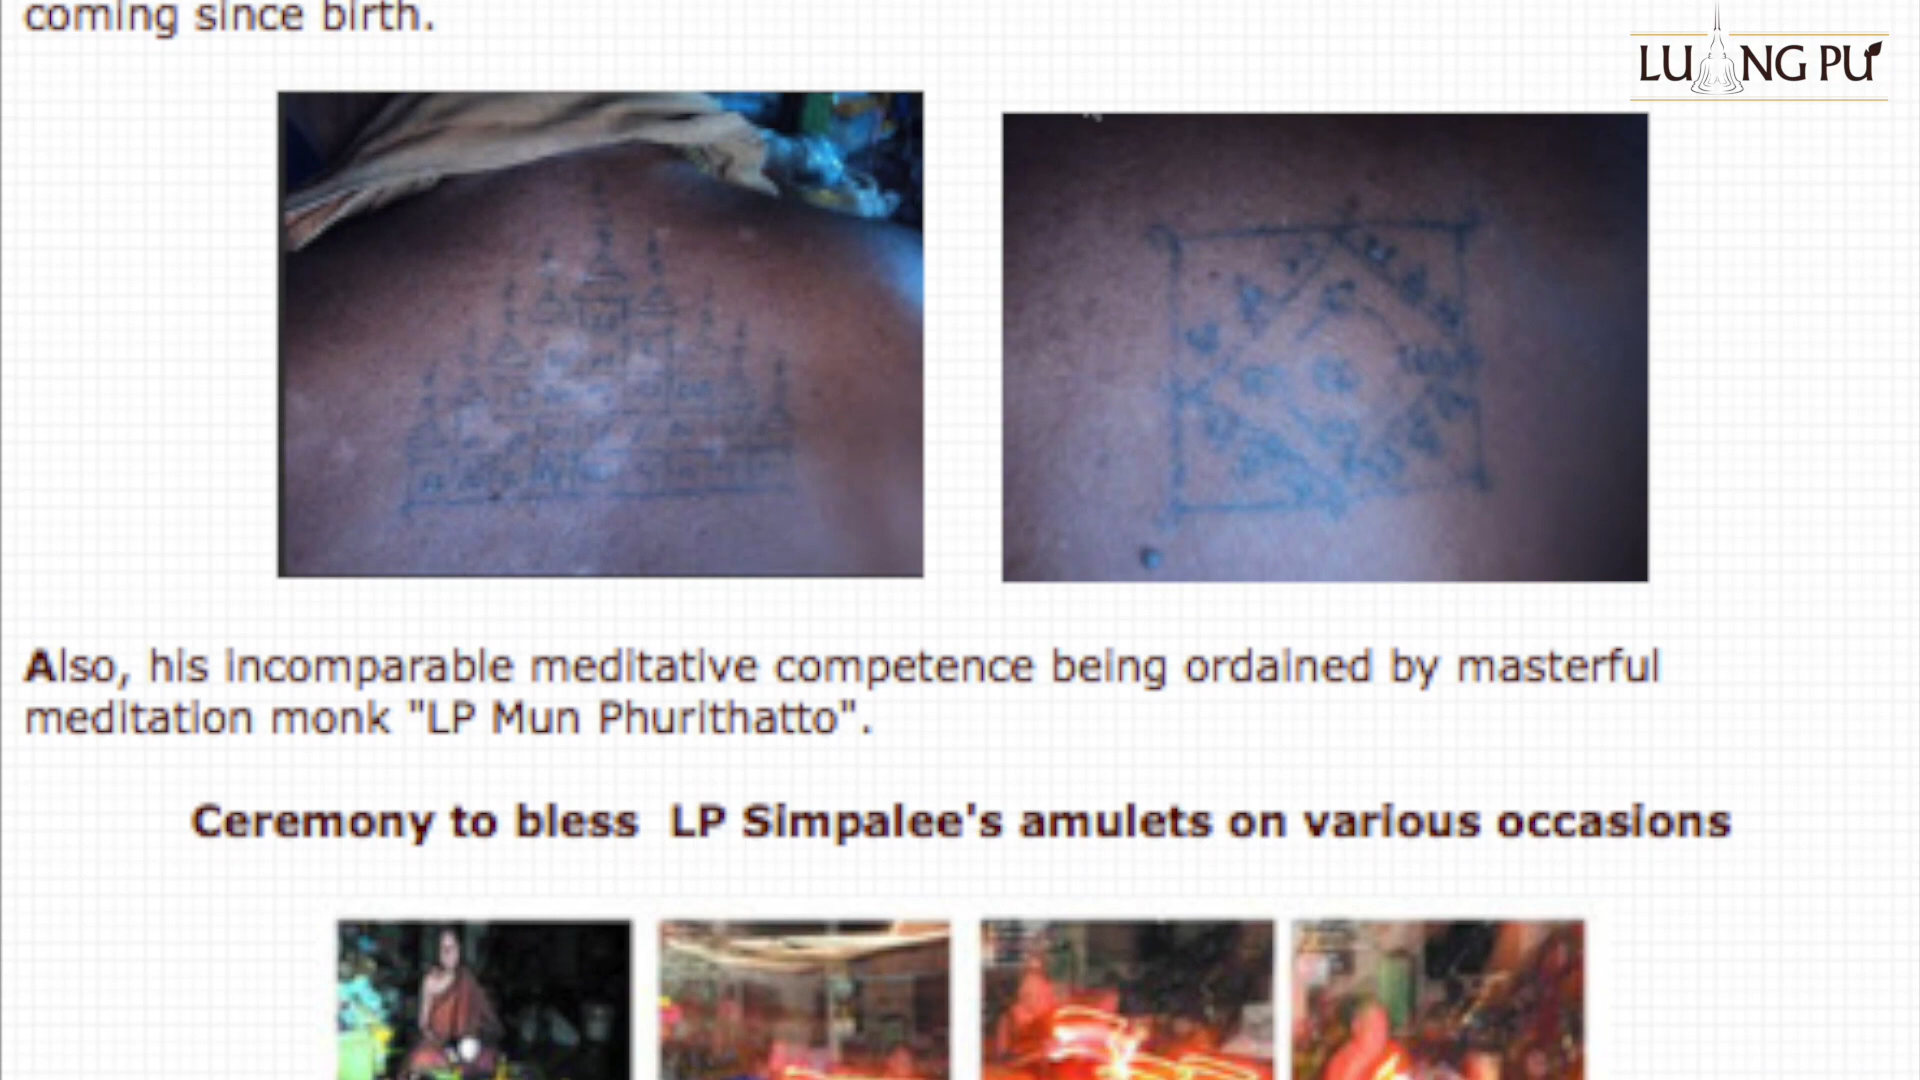 coming since birth.
LUANG PU
Also, his incomparable meditative competence being ordained by masterful
meditation monk "LP Mun Phurithatto".
Ceremony to bless LP Simpalee's amulets on various occasions